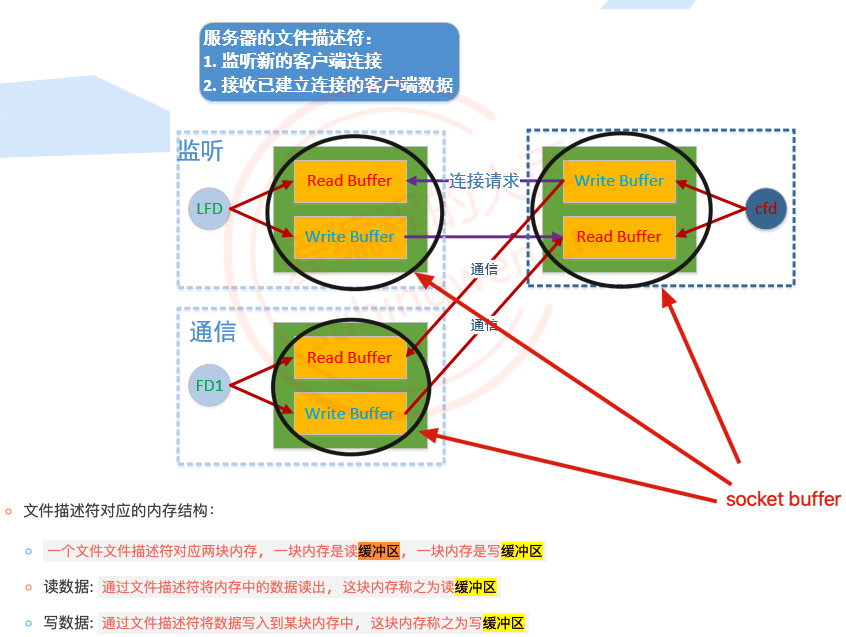 服务器的文件描述符:
1. 监听新的客户端连接
2. 接收已建立连接的客户端数据
监听
LFD
Read Buffer
Write Buffer
连接请求
Write Buffer
Read Buffer
cfd
通信
通信
通信
FD1
Read Buffer
Write Buffer
socket buffer
文件描述符对应的内存结构:
一个文件文件描述符对应两块内存, 一块内存是读缓冲区, 一块内存是写缓冲区
读数据: 通过文件描述符将内存中的数据读出, 这块内存称之为读缓冲区
写数据: 通过文件描述符将数据写入到某块内存中, 这块内存称之为写缓冲区